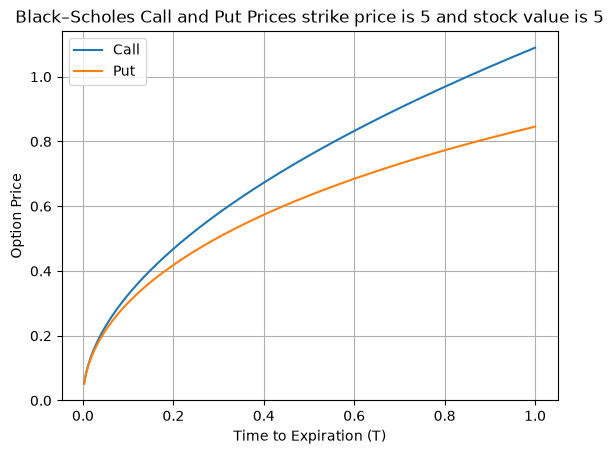 Black–Scholes Call and Put Prices strike price is 5 and stock value is 5
Call
Put
1.0
0.8
0.6
0.4
0.2
0.0
Option Price
0.0 0.2 0.4 0.6 0.8 1.0
Time to Expiration (T)